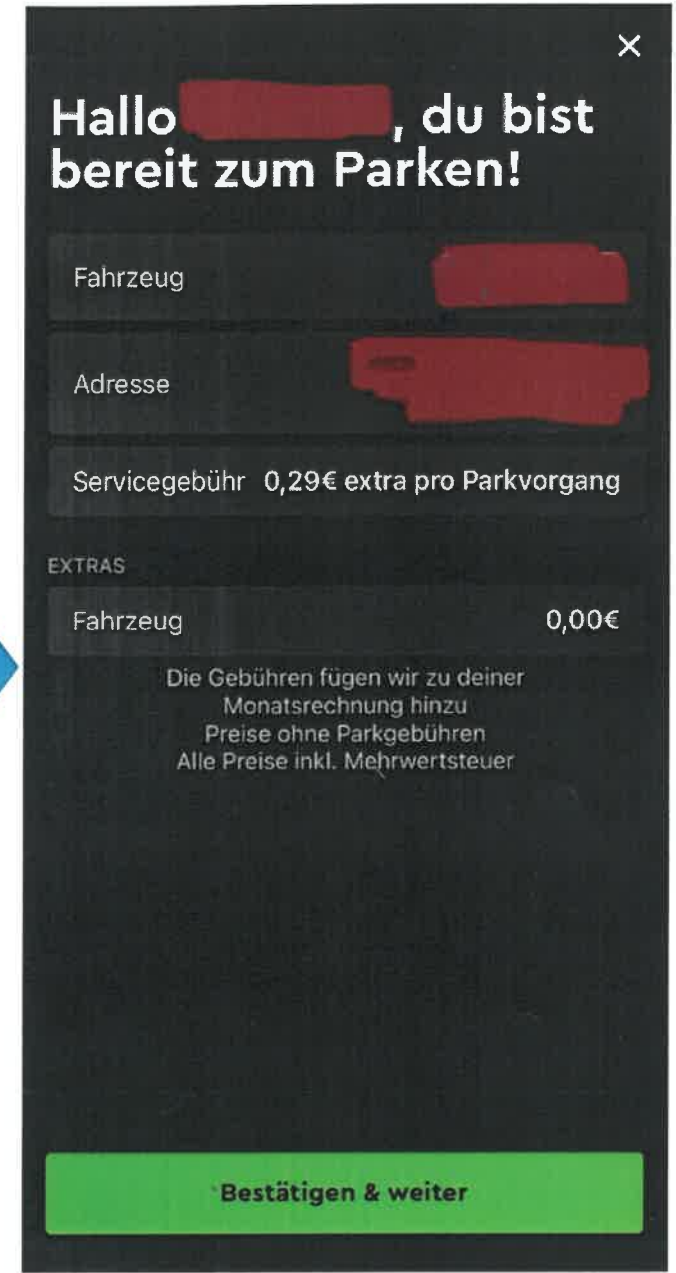 Hallo , du bist
bereit zum Parken!
Fahrzeug
Adresse
Servicegebühr 0,29€ extra pro Parkvorgang
EXTRAS
Fahrzeug 0,00€
Die Gebühren fügen wir zu deiner
Monatsrechnung hinzu
Preise ohne Parkgebühren
Alle Preise inkl. Mehrwertsteuer
Bestätigen & weiter